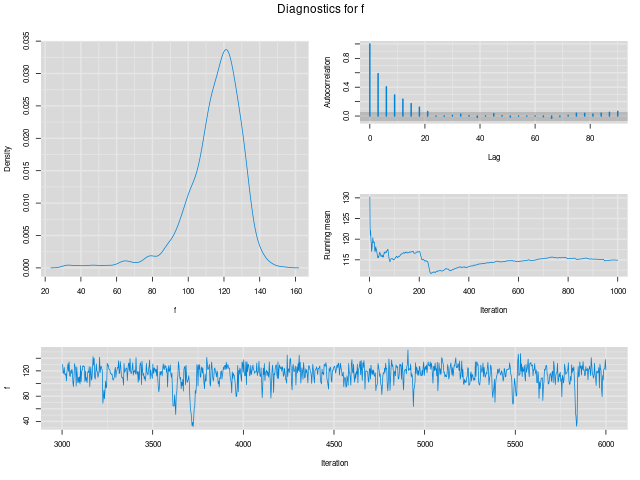 Diagnostics for f
Density
0.000
0.005
0.010
0.015
0.020
0.025
0.030
0.035
20 40 60 80 100 120 140 160
f
Autocorrelation
0.0 0.4 0.8
0 20 40 60 80
Lag
Running mean
115 120 125 130
0 200 400 600 800 1000
Iteration
f
40 80 120
3000 3500 4000 4500 5000 5500 6000
Iteration